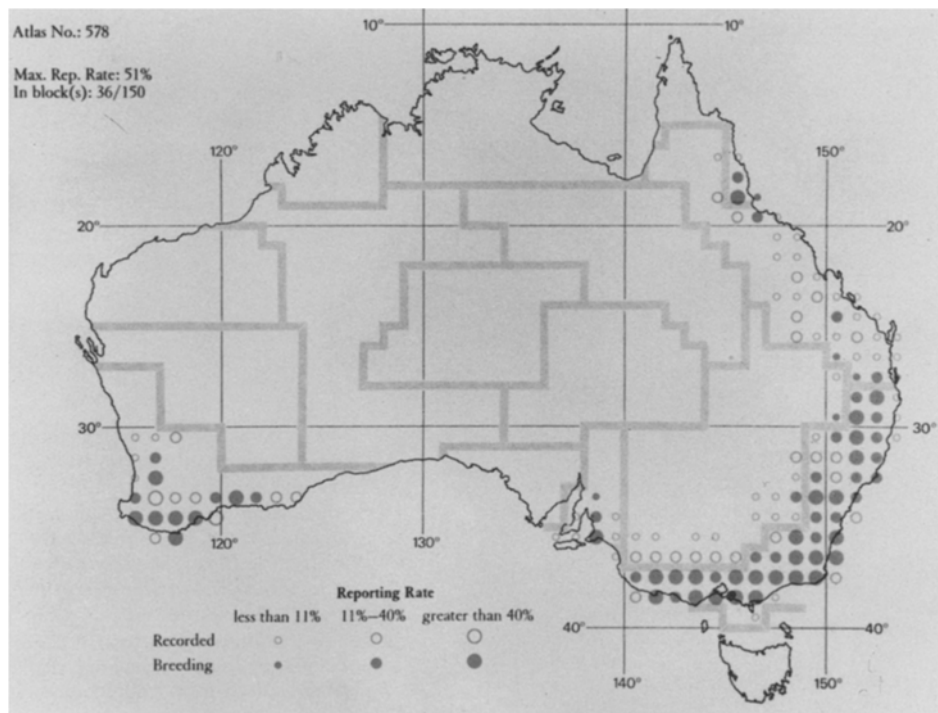 Atlas No.: 578
10°
10°
Max. Rep. Rate: 51%
In block(s): 36/150
120°
150°
20°
20°
30°
30°
120°
130°
Reporting Rate
less than 11% 11%–40% greater than 40%
Recorded
Breeding
40°
40°
140°
150°